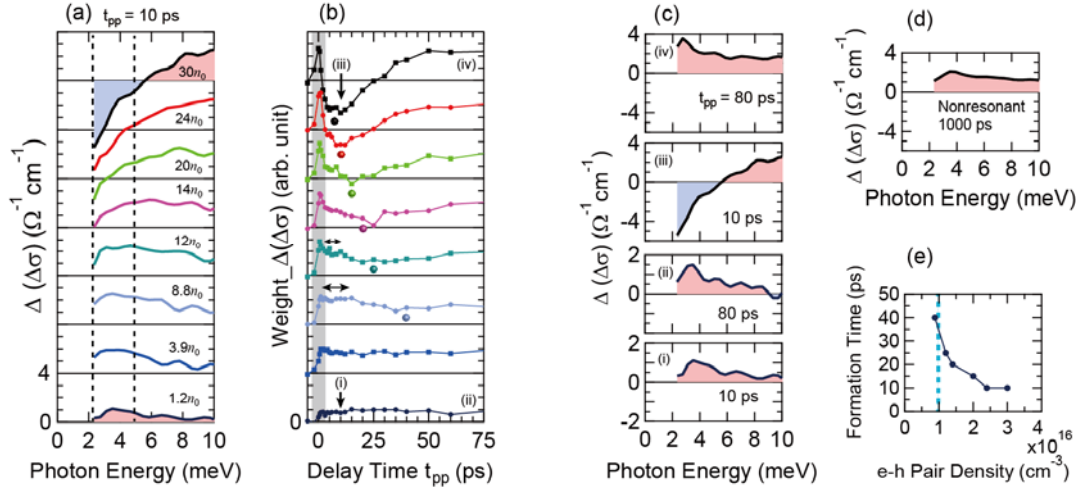 (a)
t_pp = 10 ps
Δ (Δσ) (Ω⁻¹ cm⁻¹)
30n₀
24n₀
20n₀
14n₀
12n₀
8.8n₀
3.9n₀
1.2n₀
4
0
0 2 4 6 8 10
Photon Energy (meV)
(b)
Weight_Δ(Δσ) (arb. unit)
(iii)
(iv)
(i)
(ii)
0
0 25 50 75
Delay Time t_pp (ps)
(c)
Δ (Δσ) (Ω⁻¹ cm⁻¹)
(iv)
4
0
-4
t_pp = 80 ps
(iii)
4
0
-4
10 ps
(ii)
2
0
80 ps
(i)
2
0
-2
10 ps
0 2 4 6 8 10
Photon Energy (meV)
(d)
Δ (Δσ) (Ω⁻¹ cm⁻¹)
4
0
-4
Nonresonant
1000 ps
0 2 4 6 8 10
Photon Energy (meV)
(e)
Formation Time (ps)
50
40
30
20
10
0
0 1 2 3 4
x10¹⁶
e-h Pair Density (cm⁻³)